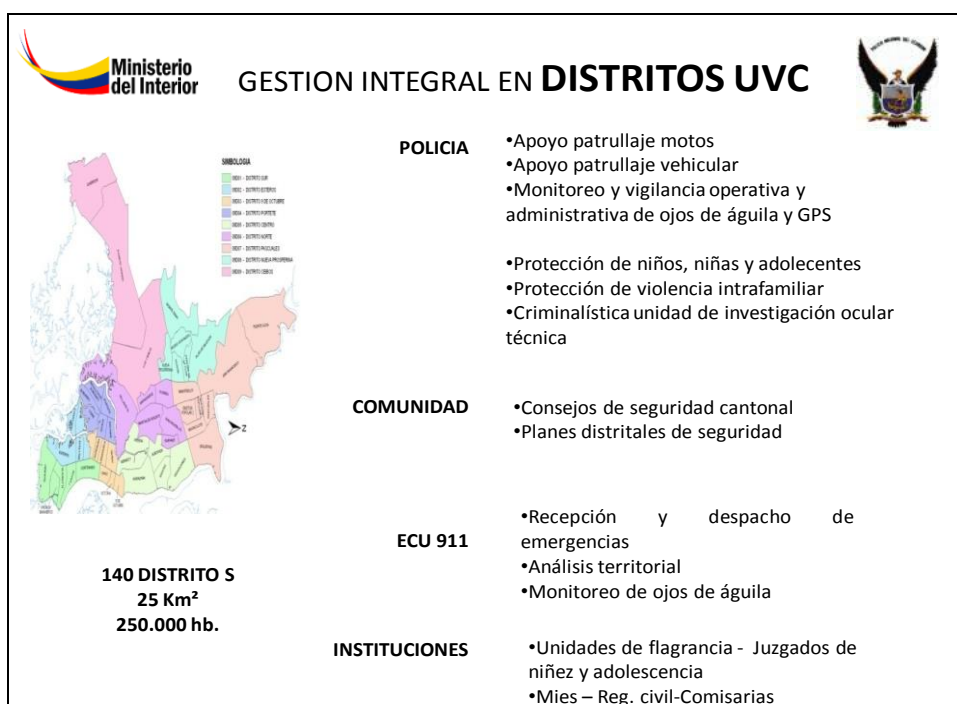 Ministerio
del Interior
GESTION INTEGRAL EN DISTRITOS UVC
SIMBOLOGIA
POLICIA
•Apoyo patrullaje motos
•Apoyo patrullaje vehicular
•Monitoreo y vigilancia operativa y
administrativa de ojos de águila y GPS
•Protección de niños, niñas y adolecentes
•Protección de violencia intrafamiliar
•Criminalística unidad de investigación ocular
técnica
COMUNIDAD
•Consejos de seguridad cantonal
•Planes distritales de seguridad
Z
ECU 911
•Recepción y despacho de
emergencias
•Análisis territorial
•Monitoreo de ojos de águila
140 DISTRITO S
25 Km²
250.000 hb.
INSTITUCIONES
•Unidades de flagrancia - Juzgados de
niñez y adolescencia
•Mies – Reg. civil-Comisarias